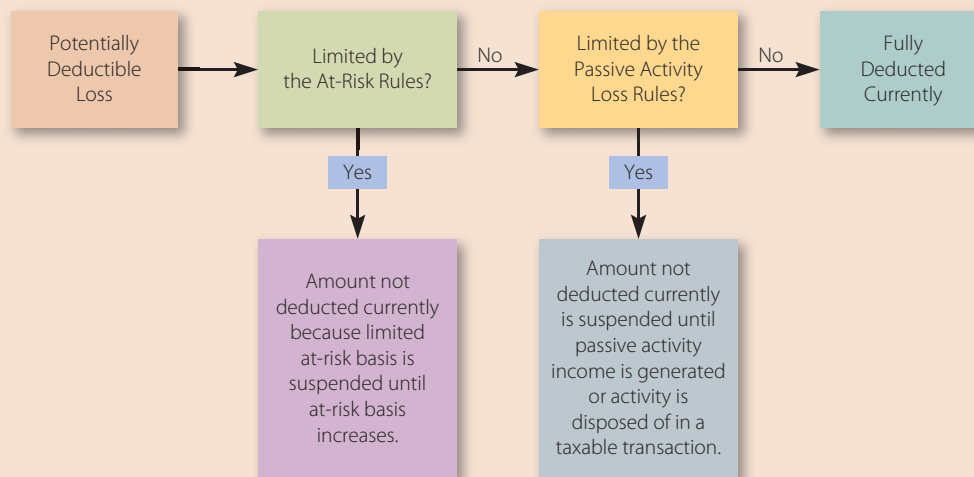 Potentially
Deductible
Loss
Limited by
the At-Risk Rules?
No
Limited by the
Passive Activity
Loss Rules?
No
Fully
Deducted
Currently
Yes
Yes
Amount not
deducted currently
because limited
at-risk basis is
suspended until
at-risk basis
increases.
Amount not
deducted currently
is suspended until
passive activity
income is generated
or activity is
disposed of in a
taxable transaction.